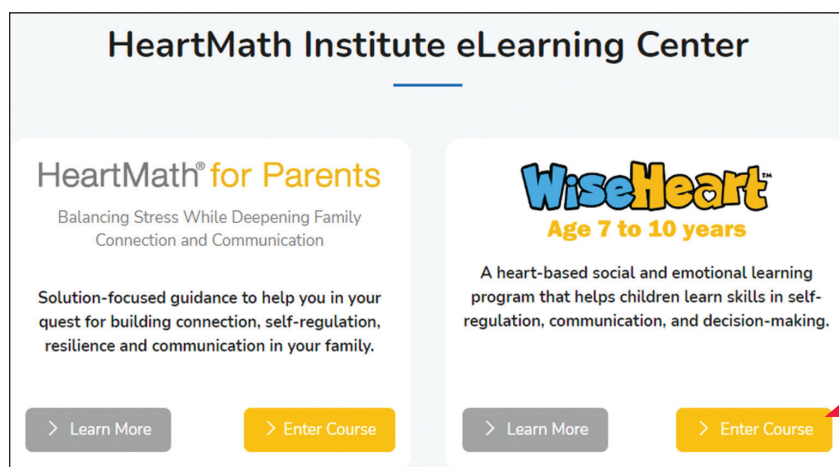 HeartMath Institute eLearning Center
HeartMath® for Parents
Balancing Stress While Deepening Family
Connection and Communication
Solution-focused guidance to help you in your
quest for building connection, self-regulation,
resilience and communication in your family.
> Learn More
> Enter Course
WiseHeart™
Age 7 to 10 years
A heart-based social and emotional learning
program that helps children learn skills in self-
regulation, communication, and decision-making.
> Learn More
> Enter Course